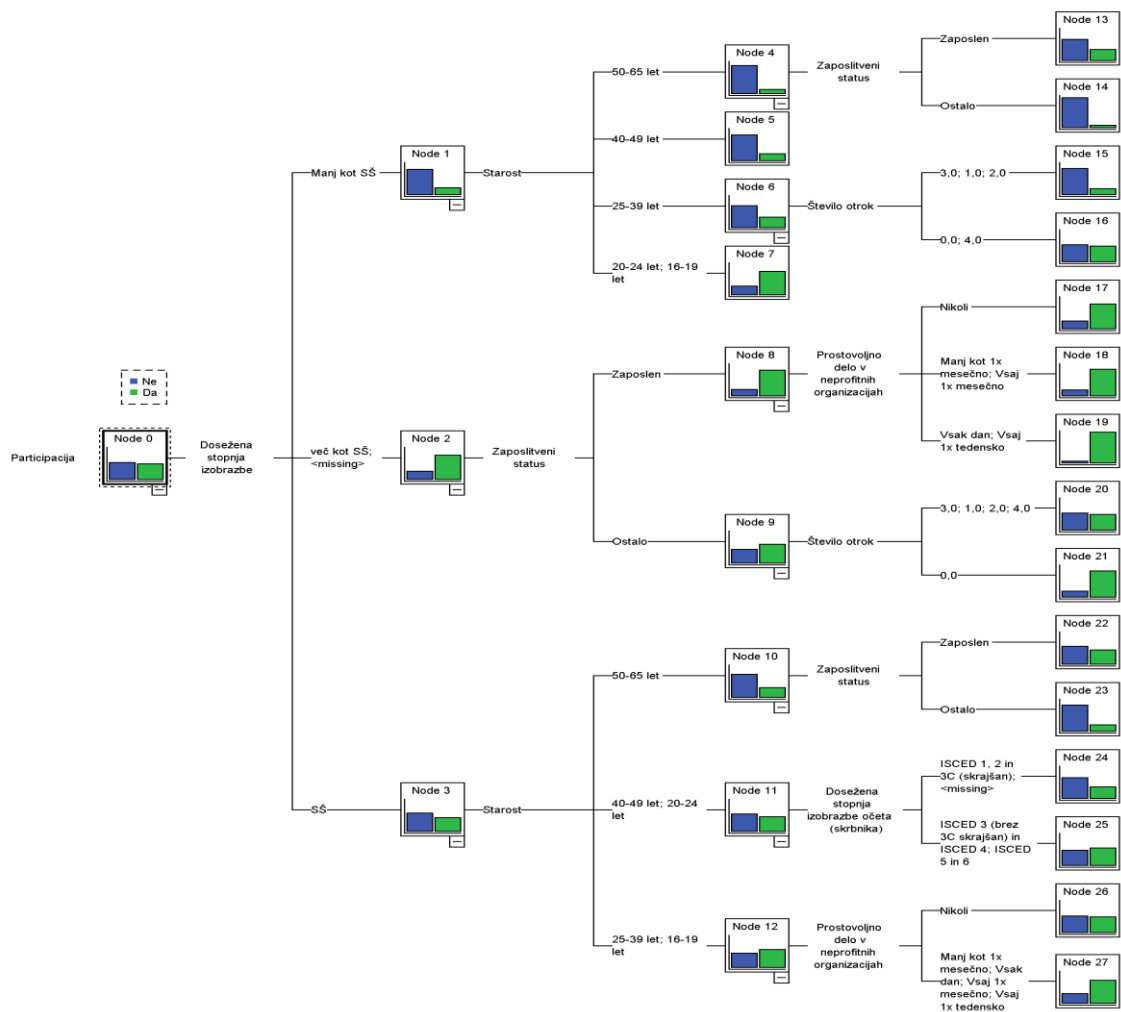 Participacija
Ne
Da
Node 0
Dosežena
stopnja
izobrazbe
Manj kot SŠ
Node 1
Starost
50-65 let
Node 4
Zaposlitveni
status
Zaposlen
Node 13
Ostalo
Node 14
40-49 let
Node 5
25-39 let
Node 6
Število otrok
3,0; 1,0; 2,0
Node 15
0,0; 4,0
Node 16
20-24 let; 16-19
let
Node 7
več kot SŠ;
<missing>
Node 2
Zaposlitveni
status
Zaposlen
Node 8
Prostovoljno
delo v
neprofitnih
organizacijah
Nikoli
Node 17
Manj kot 1x
mesečno; Vsaj
1x mesečno
Node 18
Vsak dan; Vsaj
1x tedensko
Node 19
Ostalo
Node 9
Število otrok
3,0; 1,0; 2,0; 4,0
Node 20
0,0
Node 21
SŠ
Node 3
Starost
50-65 let
Node 10
Zaposlitveni
status
Zaposlen
Node 22
Ostalo
Node 23
40-49 let; 20-24
let
Node 11
Dosežena
stopnja
izobrazbe očeta
(skrbnika)
ISCED 1, 2 in
3C (skrajšan);
<missing>
Node 24
ISCED 3 (brez
3C skrajšan) in
ISCED 4; ISCED
5 in 6
Node 25
25-39 let; 16-19
let
Node 12
Prostovoljno
delo v
neprofitnih
organizacijah
Nikoli
Node 26
Manj kot 1x
mesečno; Vsak
dan; Vsaj 1x
mesečno; Vsaj
1x tedensko
Node 27